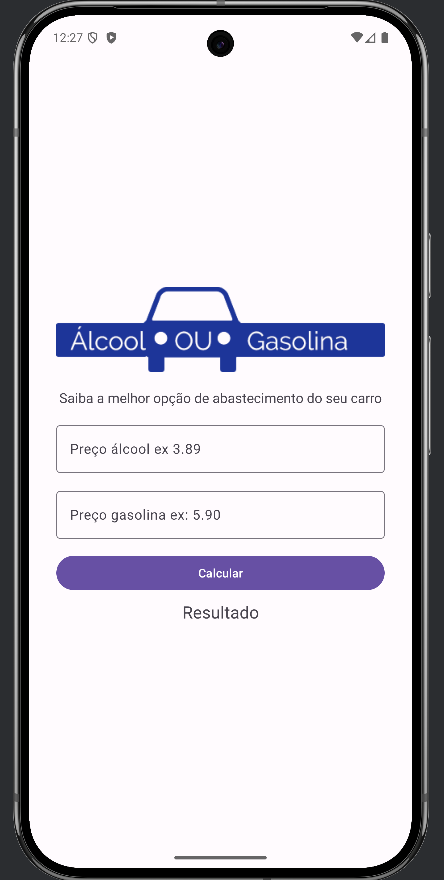 12:27
Álcool OU Gasolina
Saiba a melhor opção de abastecimento do seu carro
Preço álcool ex 3.89
Preço gasolina ex: 5.90
Calcular
Resultado